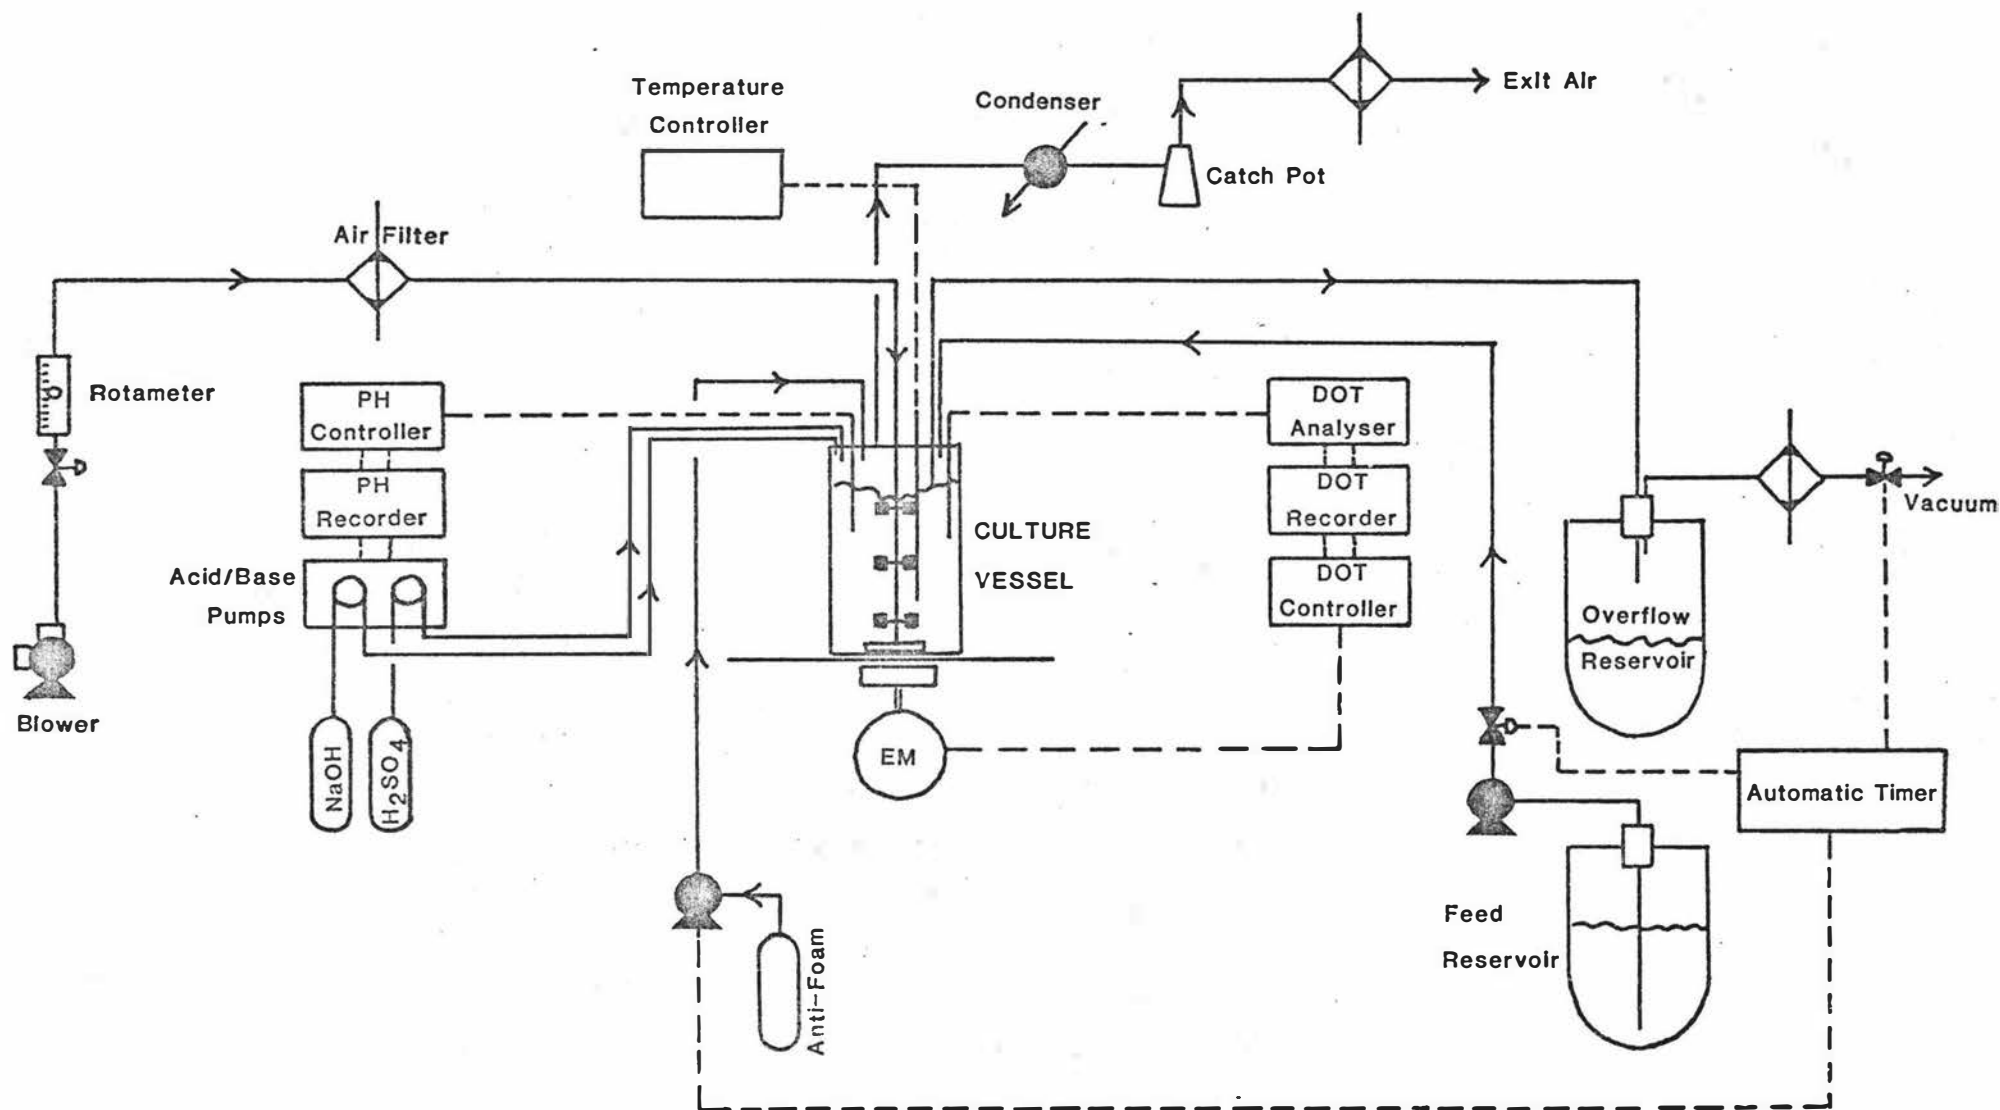 Temperature
Controller
Condenser
Exit Air
Catch Pot
Air Filter
Rotameter
PH
Controller
PH
Recorder
Acid/Base
Pumps
Blower
NaOH
H₂SO₄
CULTURE
VESSEL
EM
Anti-Foam
DOT
Analyser
DOT
Recorder
DOT
Controller
Vacuum
Overflow
Reservoir
Automatic Timer
Feed
Reservoir